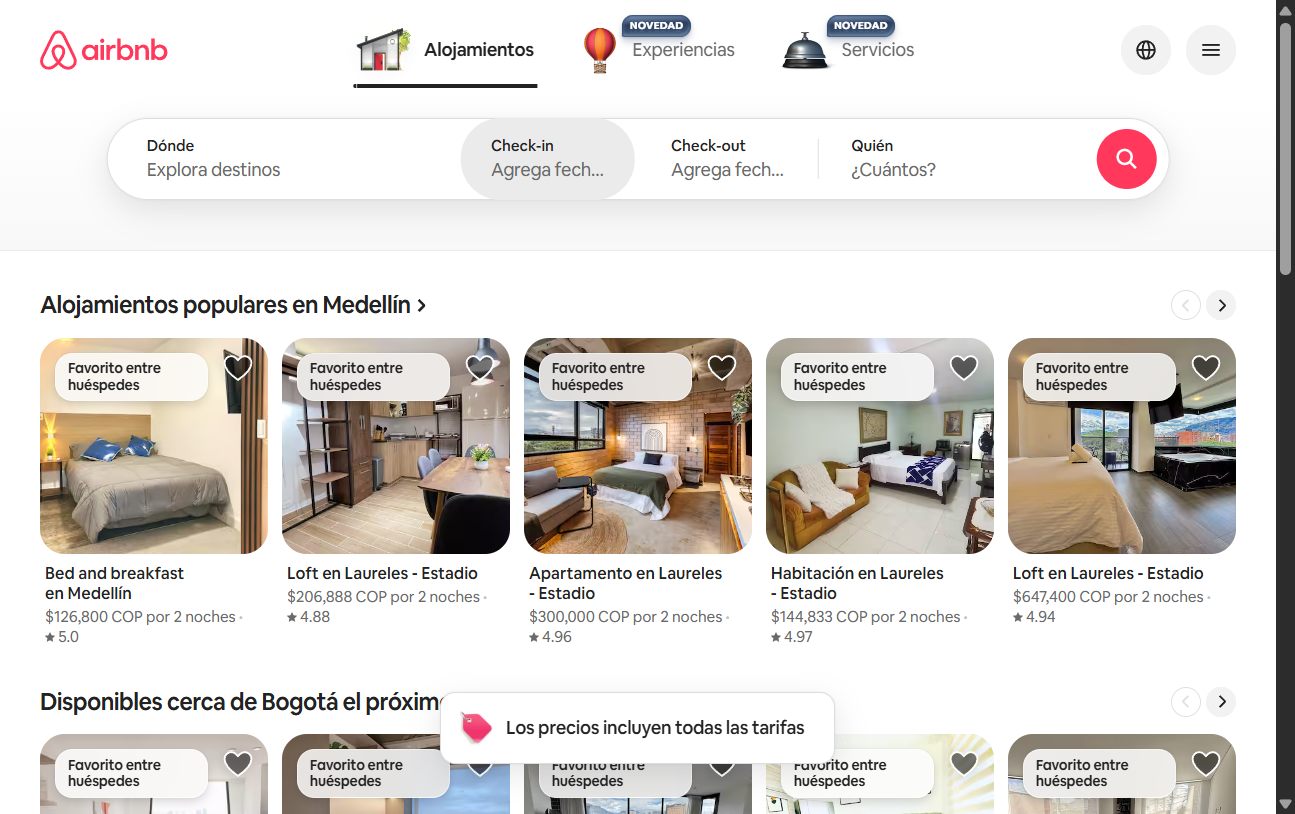 airbnb
Alojamientos
NOVEDAD
Experiencias
NOVEDAD
Servicios
Dónde
Explora destinos
Check-in
Agrega fech...
Check-out
Agrega fech...
Quién
¿Cuántos?
Alojamientos populares en Medellín
Favorito entre
huéspedes
Favorito entre
huéspedes
Favorito entre
huéspedes
Favorito entre
huéspedes
Favorito entre
huéspedes
Bed and breakfast
en Medellín
$126,800 COP por 2 noches ·
★ 5.0
Loft en Laureles - Estadio
$206,888 COP por 2 noches ·
★ 4.88
Apartamento en Laureles
- Estadio
$300,000 COP por 2 noches ·
★ 4.96
Habitación en Laureles
- Estadio
$144,833 COP por 2 noches ·
★ 4.97
Loft en Laureles - Estadio
$647,400 COP por 2 noches ·
★ 4.94
Disponibles cerca de Bogotá el
Los precios incluyen todas las tarifas
Favorito entre
huéspedes
Favorito entre
huéspedes
Favorito entre
huéspedes
Favorito entre
huéspedes
Favorito entre
huéspedes